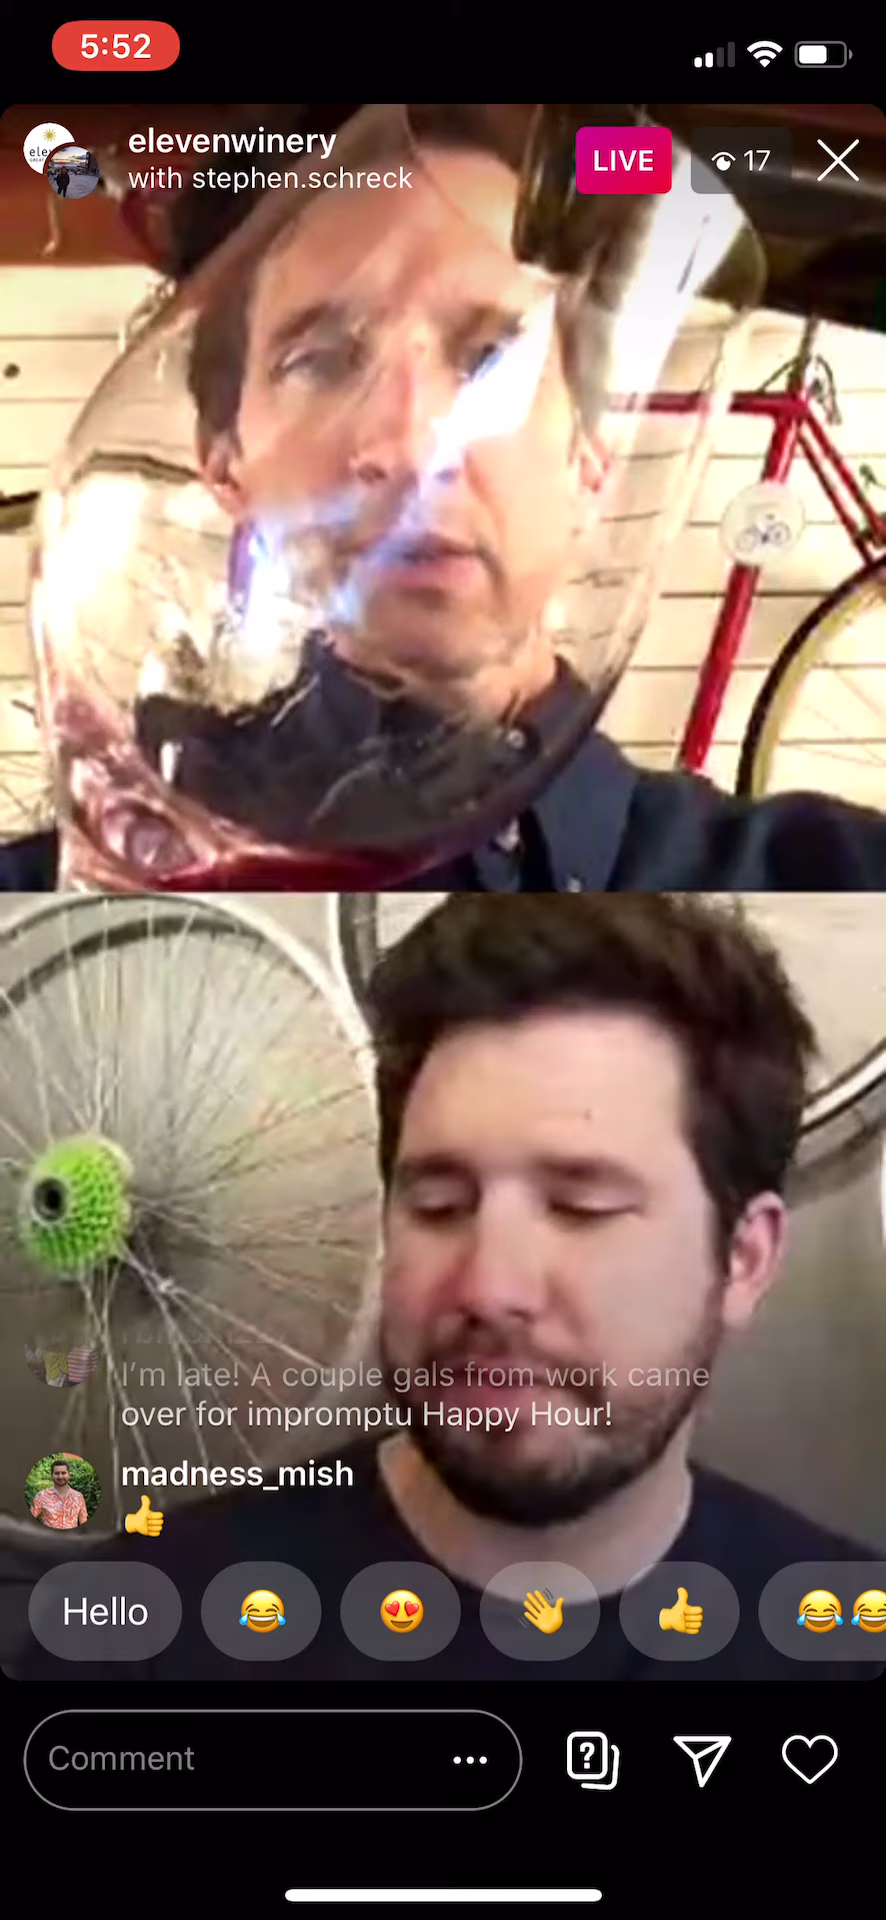 5:52
elevenwinery
with stephen.schreck
LIVE
17
I'm late! A couple gals from work came
over for impromptu Happy Hour!
madness_mish
👍
Hello 😂 😍 👋 👍 😂😂
Comment